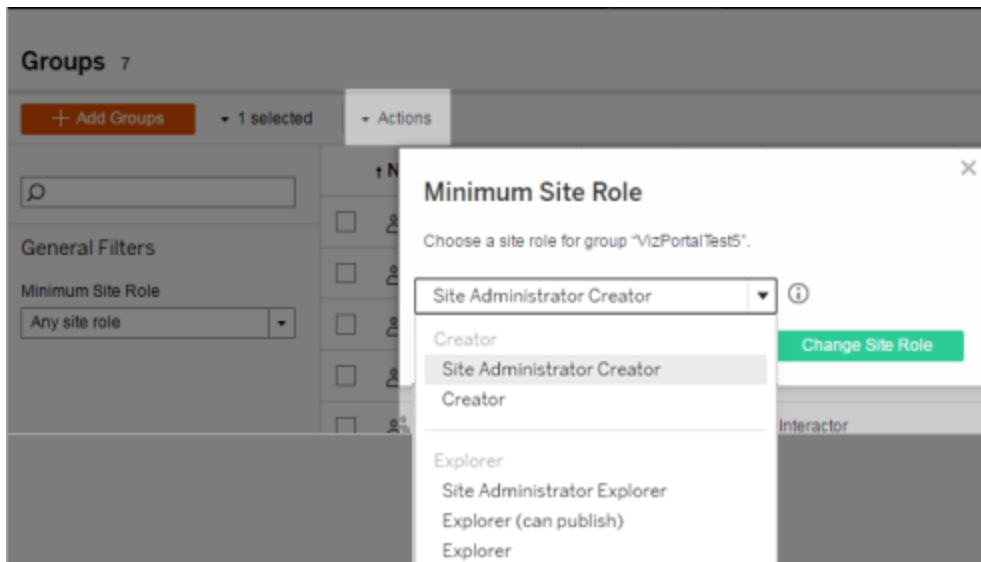 Groups 7
+ Add Groups
1 selected
Actions
↑ N
General Filters
Minimum Site Role
Any site role
Minimum Site Role
Choose a site role for group "VizPortalTest5".
Site Administrator Creator
Change Site Role
Creator
Site Administrator Creator
Creator
Interactor
Explorer
Site Administrator Explorer
Explorer (can publish)
Explorer